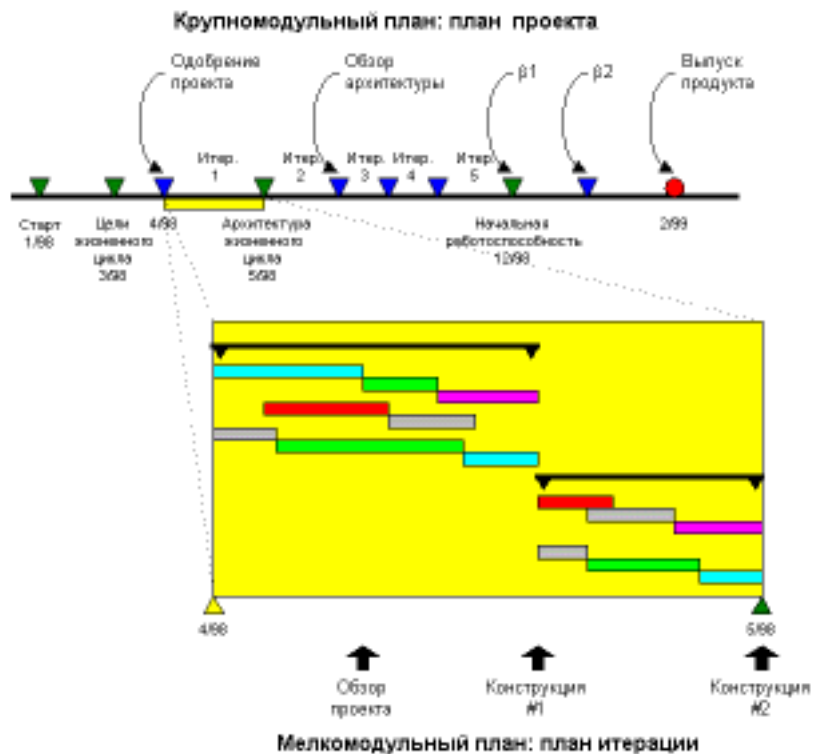 Крупномодульный план: план проекта
Одобрение
проекта
Обзор
архитектуры
β1
β2
Выпуск
продукта
Итер.
1
Итер.
2
Итер.
3
Итер.
4
Итер.
5
Старт
1/98
Цели
жизненного
цикла
3/98
4/98
Архитектура
жизненного
цикла
5/98
Начальная
работоспособность
12/98
2/99
4/98
5/98
Обзор
проекта
Конструкция
#1
Конструкция
#2
Мелкомодульный план: план итерации